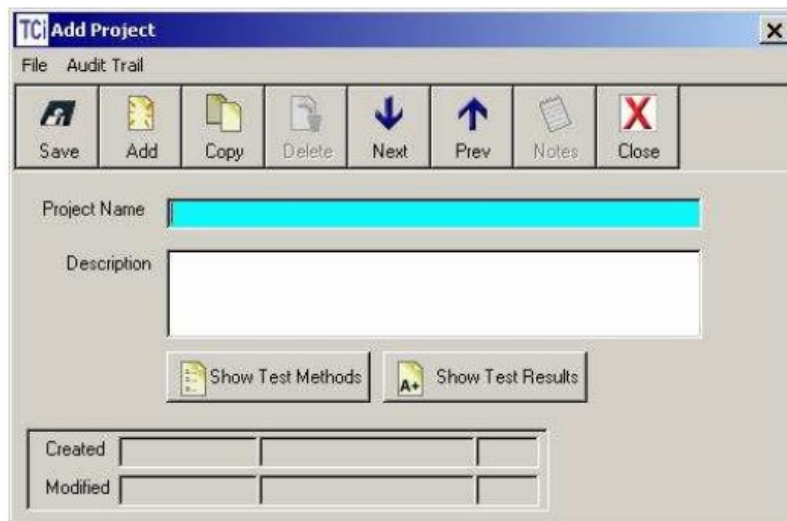 TCi Add Project
File Audit Trail
Save Add Copy Delete Next Prev Notes Close
Project Name
Description
Show Test Methods A+ Show Test Results
Created
Modified